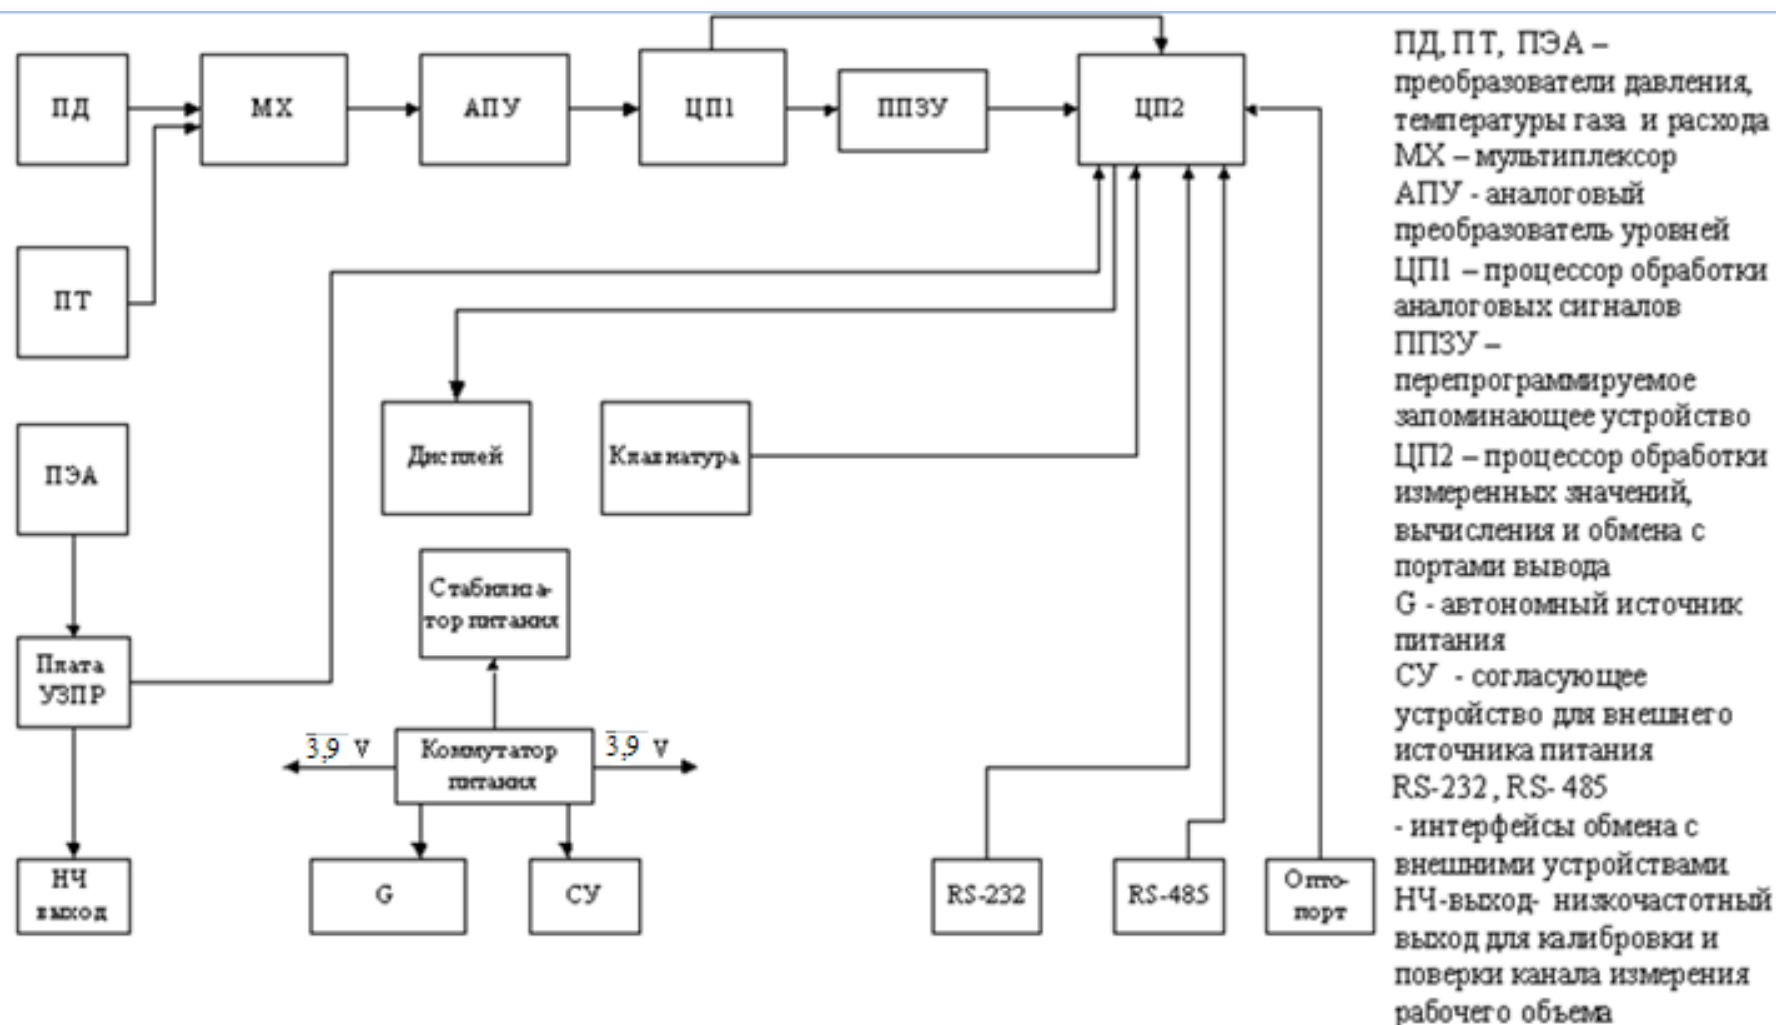 ПД
МХ
АПУ
ЦП1
ППЗУ
ЦП2
ПТ
ПЭА
Дисплей
Клавиатура
Стабилиза-
тор питания
Плата
УЗПР
3,9 V
Коммутатор
питания
3,9 V
НЧ
выход
G
СУ
RS-232
RS-485
Опто-
порт
ПД, ПТ, ПЭА –
преобразователи давления,
температуры газа и расхода
МХ – мультиплексор
АПУ - аналоговый
преобразователь уровней
ЦП1 – процессор обработки
аналоговых сигналов
ППЗУ –
перепрограммируемое
запоминающее устройство
ЦП2 – процессор обработки
измеренных значений,
вычисления и обмена с
портами вывода
G - автономный источник
питания
СУ - согласующее
устройство для внешнего
источника питания
RS-232 , RS- 485
- интерфейсы обмена с
внешними устройствами
НЧ-выход- низкочастотный
выход для калибровки и
поверки канала измерения
рабочего объема